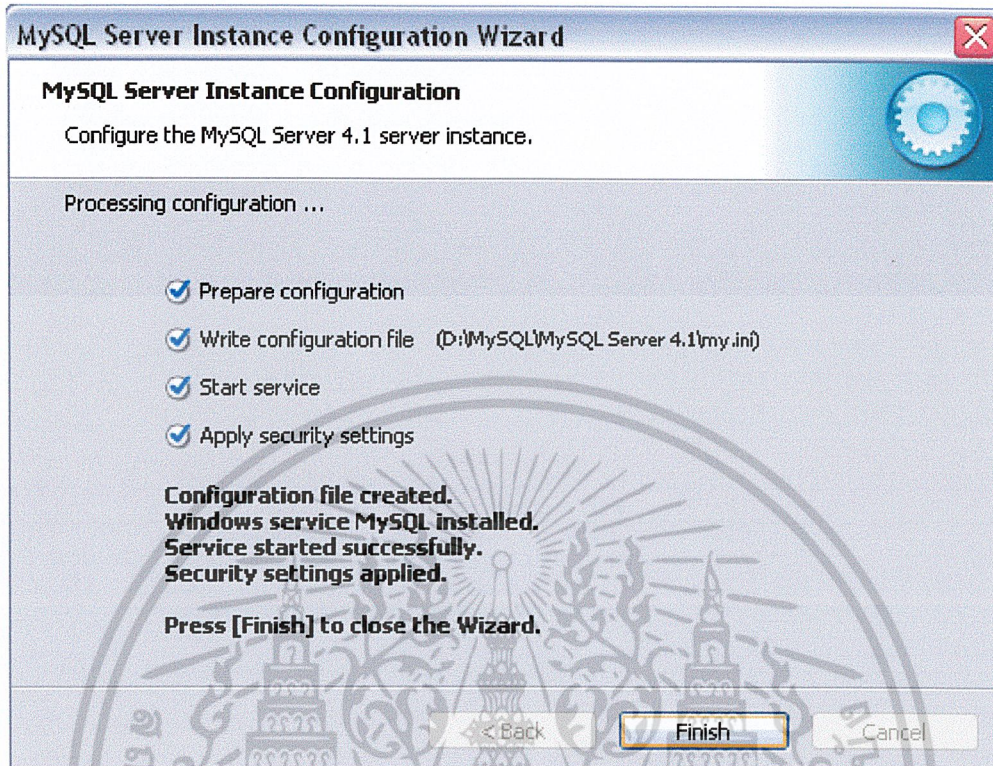 MySQL Server Instance Configuration Wizard
MySQL Server Instance Configuration
Configure the MySQL Server 4.1 server instance.
Processing configuration ...
Prepare configuration
Write configuration file (D:\MySQL\MySQL Server 4.1\my.ini)
Start service
Apply security settings
Configuration file created.
Windows service MySQL installed.
Service started successfully.
Security settings applied.
Press [Finish] to close the Wizard.
< Back Finish Cancel